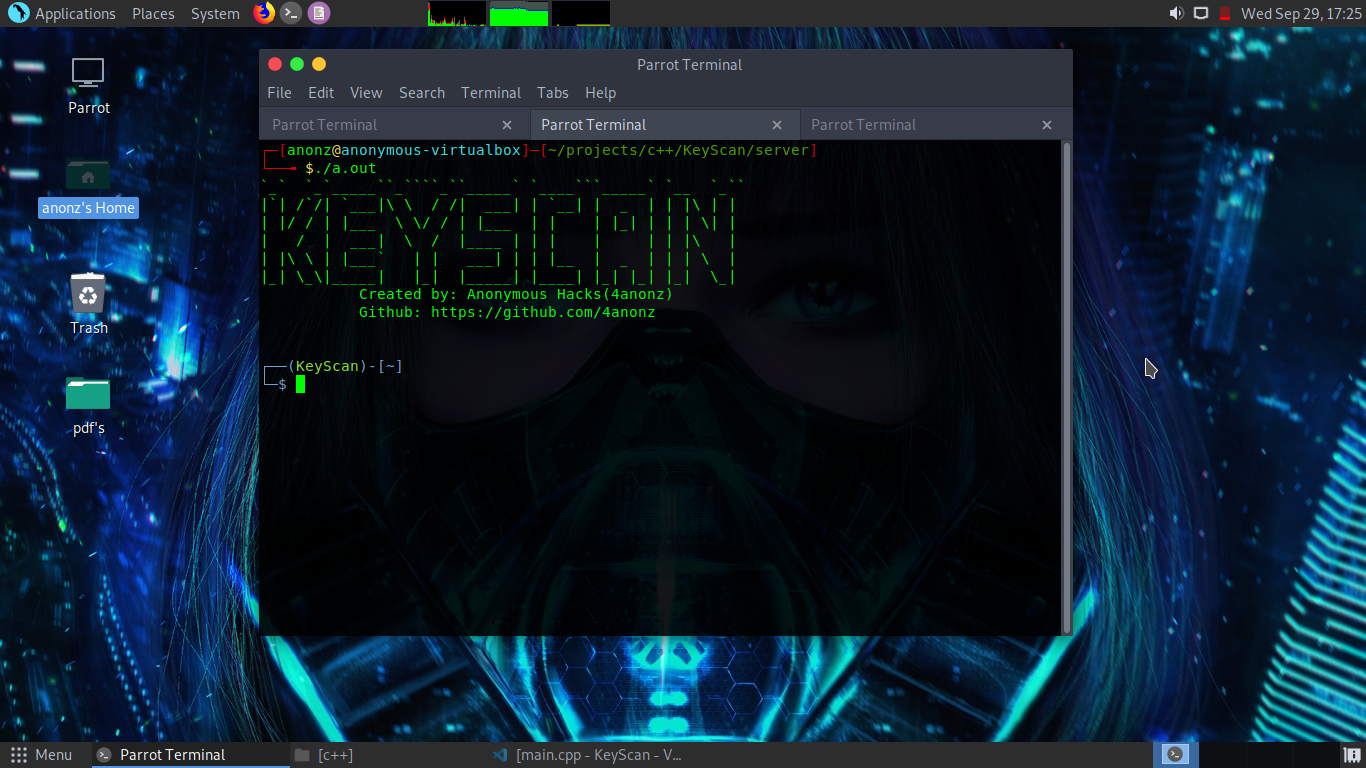 Applications Places System Wed Sep 29, 17:25
Parrot Terminal
File Edit View Search Terminal Tabs Help
Parrot Terminal Parrot Terminal Parrot Terminal
┌─[anonz@anonymous-virtualbox]─[~/projects/c++/KeyScan/server]
└──╼ $./a.out
KEYSCAN
Created by: Anonymous Hacks(4anonz)
Github: https://github.com/4anonz
┌──(KeyScan)-[~]
└─$
Parrot
anonz's Home
Trash
pdf's
Menu Parrot Terminal [c++] [main.cpp - KeyScan - V...